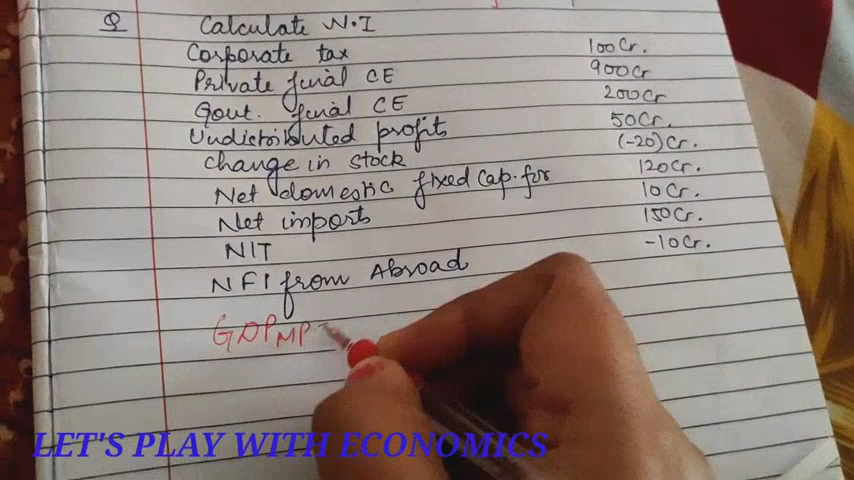 Q Calculate N.I
Corporate tax 100Cr.
Private final CE 900Cr
Govt. final CE 200Cr
Undistributed profits 50Cr.
Change in stock (-20)Cr.
Net domestic fixed cap. for 120Cr.
Net imports 10Cr.
NIT 150Cr.
NFI from Abroad -10Cr.
GDPMP
LET'S PLAY WITH ECONOMICS